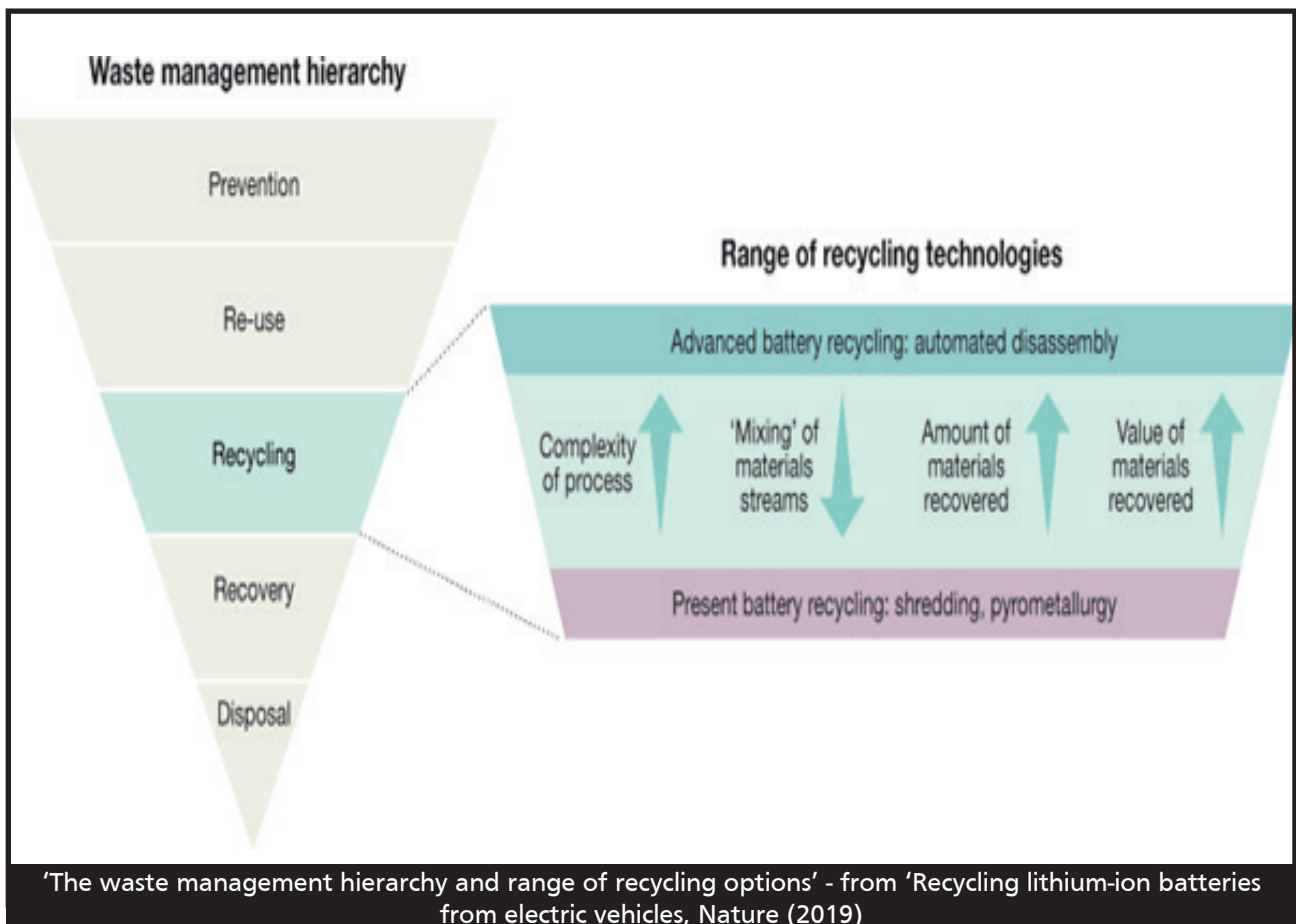 Waste management hierarchy
Prevention
Re-use
Recycling
Recovery
Disposal
Range of recycling technologies
Advanced battery recycling: automated disassembly
Complexity
of process
‘Mixing’ of
materials
streams
Amount of
materials
recovered
Value of
materials
recovered
Present battery recycling: shredding, pyrometallurgy
‘The waste management hierarchy and range of recycling options’ - from ‘Recycling lithium-ion batteries
from electric vehicles, Nature (2019)